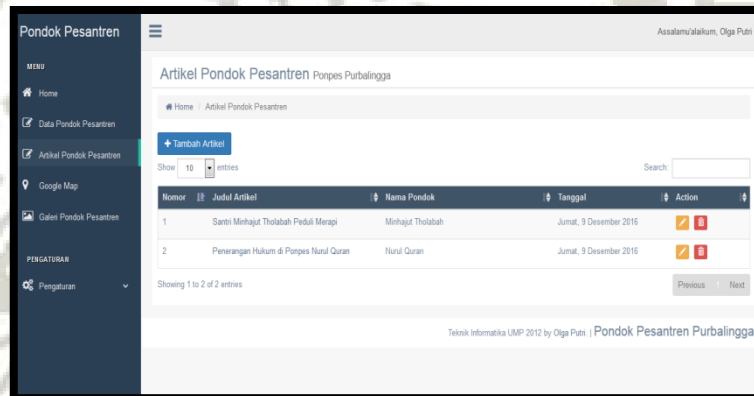 Pondok Pesantren
Assalamu'alaikum, Olga Putri
MENU
Home
Data Pondok Pesantren
Artikel Pondok Pesantren
Google Map
Galeri Pondok Pesantren
PENGATURAN
Pengaturan
Artikel Pondok Pesantren Ponpes Purbalingga
Home / Artikel Pondok Pesantren
+ Tambah Artikel
Show 10 entries
Search:
Nomor Judul Artikel Nama Pondok Tanggal Action
1 Santri Minhajut Tholabah Peduli Merapi Minhajut Tholabah Jumat, 9 Desember 2016
2 Penerangan Hukum di Ponpes Nurul Quran Nurul Quran Jumat, 9 Desember 2016
Showing 1 to 2 of 2 entries
Previous 1 Next
Teknik Informatika UMP 2012 by Olga Putri. | Pondok Pesantren Purbalingga